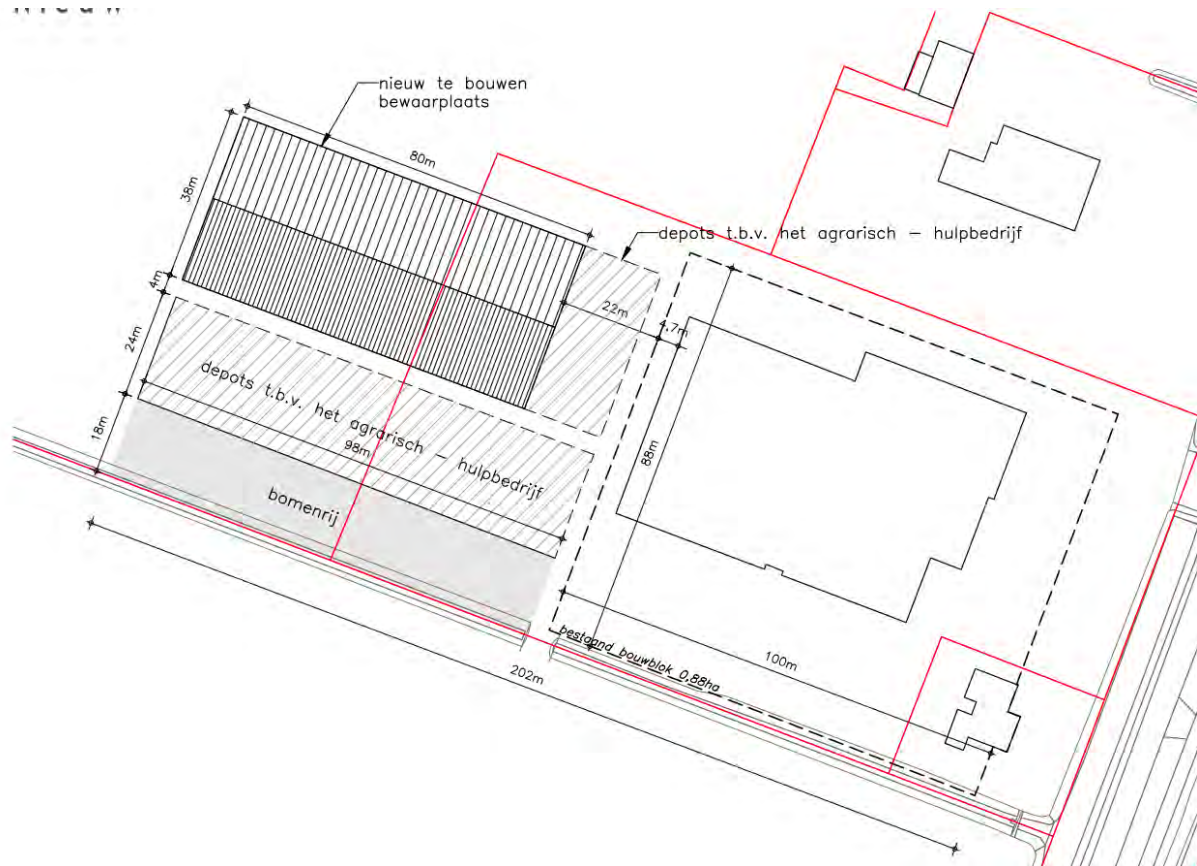 nieuw te bouwen
bewaarplaats
80m
38m
depots t.b.v. het agrarisch – hulpbedrijf
4m
22m
4.7m
24m
depots t.b.v. het agrarisch – hulpbedrijf
18m
98m
88m
bomenrij
bestaand bouwblok 0,88ha
100m
202m